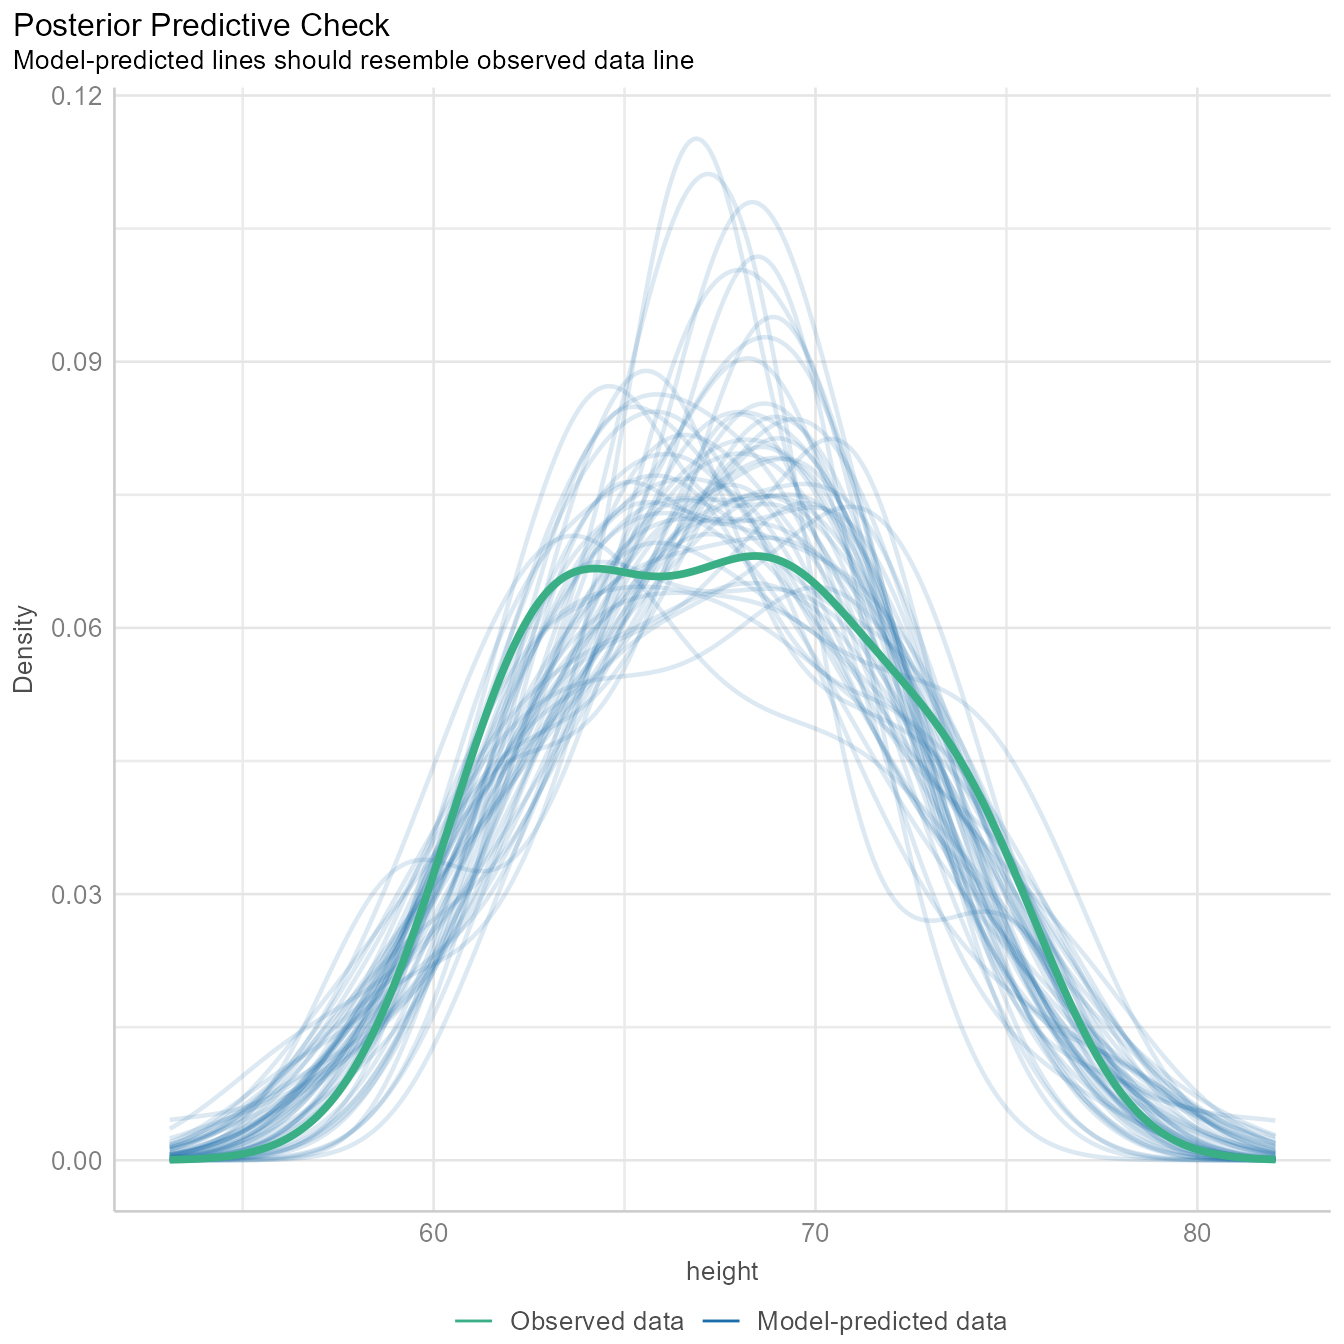 Posterior Predictive Check
Model-predicted lines should resemble observed data line
0.12
0.09
0.06
0.03
0.00
Density
60 70 80
height
Observed data Model-predicted data